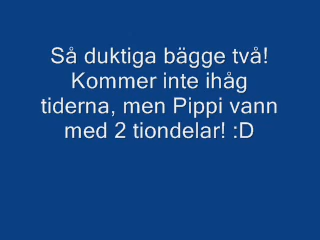 Så duktiga bägge två!
Kommer inte ihåg
tiderna, men Pippi vann
med 2 tiondelar! :D